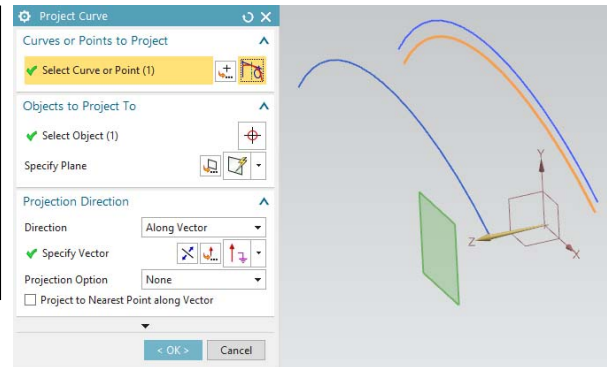 Project Curve
Curves or Points to Project
Select Curve or Point (1)
Objects to Project To
Select Object (1)
Specify Plane
Projection Direction
Direction Along Vector
Specify Vector
Projection Option None
Project to Nearest Point along Vector
< OK > Cancel
Y
Z
X